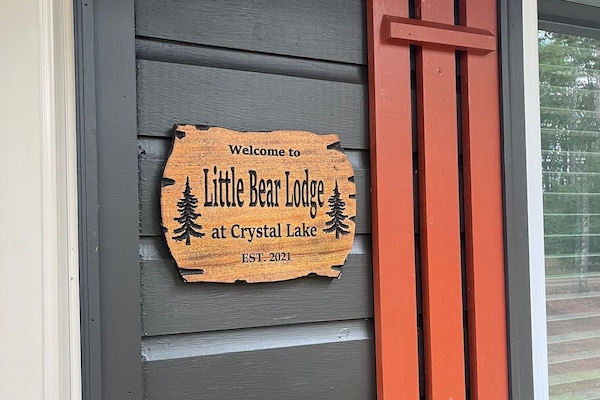 Welcome to
Little Bear Lodge
at Crystal Lake
EST. 2021